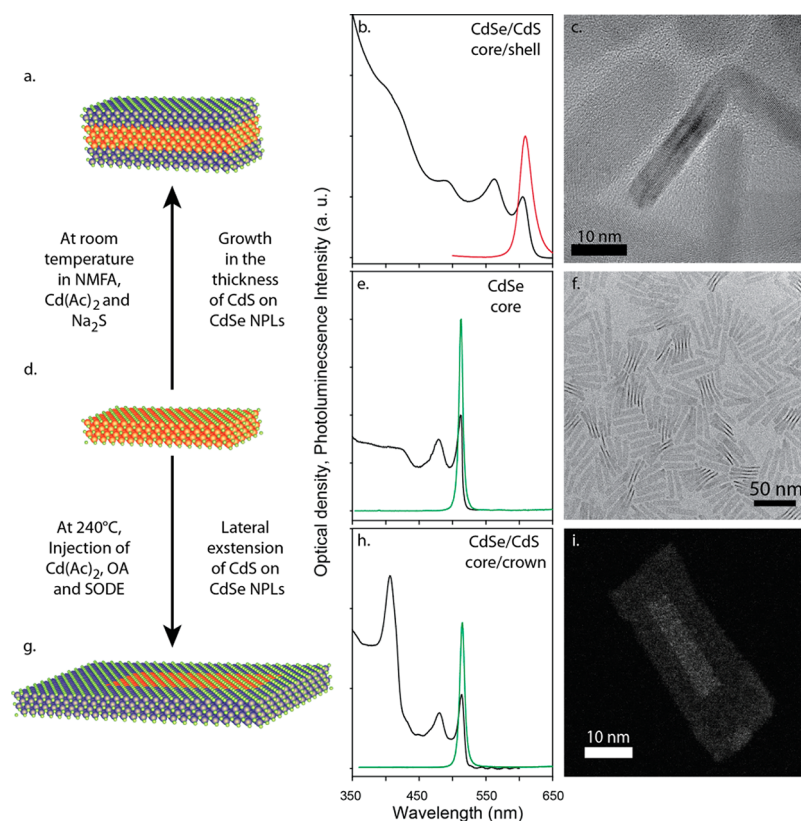 a.
At room
temperature
in NMFA,
Cd(Ac)₂ and
Na₂S
Growth
in the
thickness
of CdS on
CdSe NPLs
d.
At 240°C,
Injection of
Cd(Ac)₂, OA
and SODE
Lateral
exstension
of CdS on
CdSe NPLs
g.
Optical density, Photoluminecsence Intensity (a. u.)
b.
CdSe/CdS
core/shell
c.
10 nm
e.
CdSe
core
f.
50 nm
h.
CdSe/CdS
core/crown
350
450
550
650
Wavelength (nm)
i.
10 nm